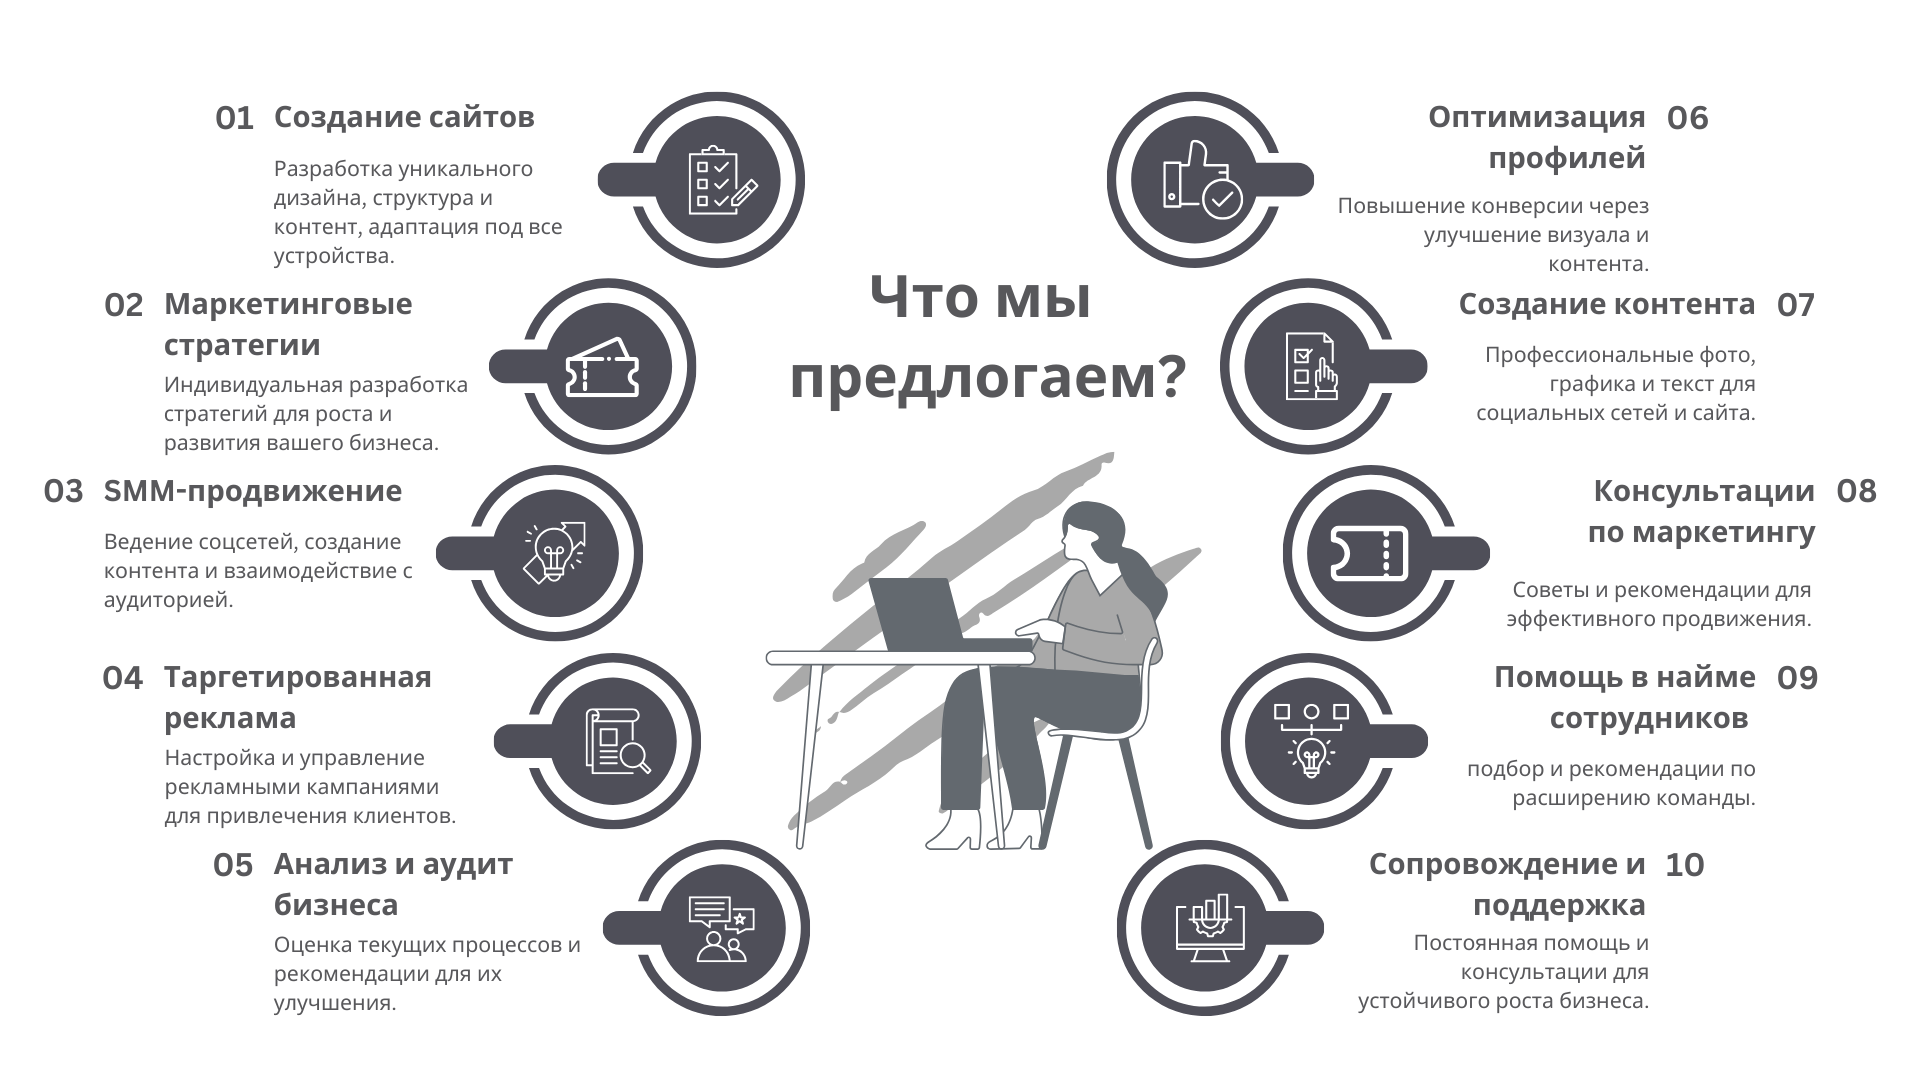 01 Создание сайтов
Разработка уникального
дизайна, структура и
контент, адаптация под все
устройства.
02 Маркетинговые
стратегии
Индивидуальная разработка
стратегий для роста и
развития вашего бизнеса.
03 SMM-продвижение
Ведение соцсетей, создание
контента и взаимодействие с
аудиторией.
04 Таргетированная
реклама
Настройка и управление
рекламными кампаниями
для привлечения клиентов.
05 Анализ и аудит
бизнеса
Оценка текущих процессов и
рекомендации для их
улучшения.
Что мы
предлогаем?
Оптимизация 06
профилей
Повышение конверсии через
улучшение визуала и
контента.
Создание контента 07
Профессиональные фото,
графика и текст для
социальных сетей и сайта.
Консультации 08
по маркетингу
Советы и рекомендации для
эффективного продвижения.
Помощь в найме 09
сотрудников
подбор и рекомендации по
расширению команды.
Сопровождение и 10
поддержка
Постоянная помощь и
консультации для
устойчивого роста бизнеса.